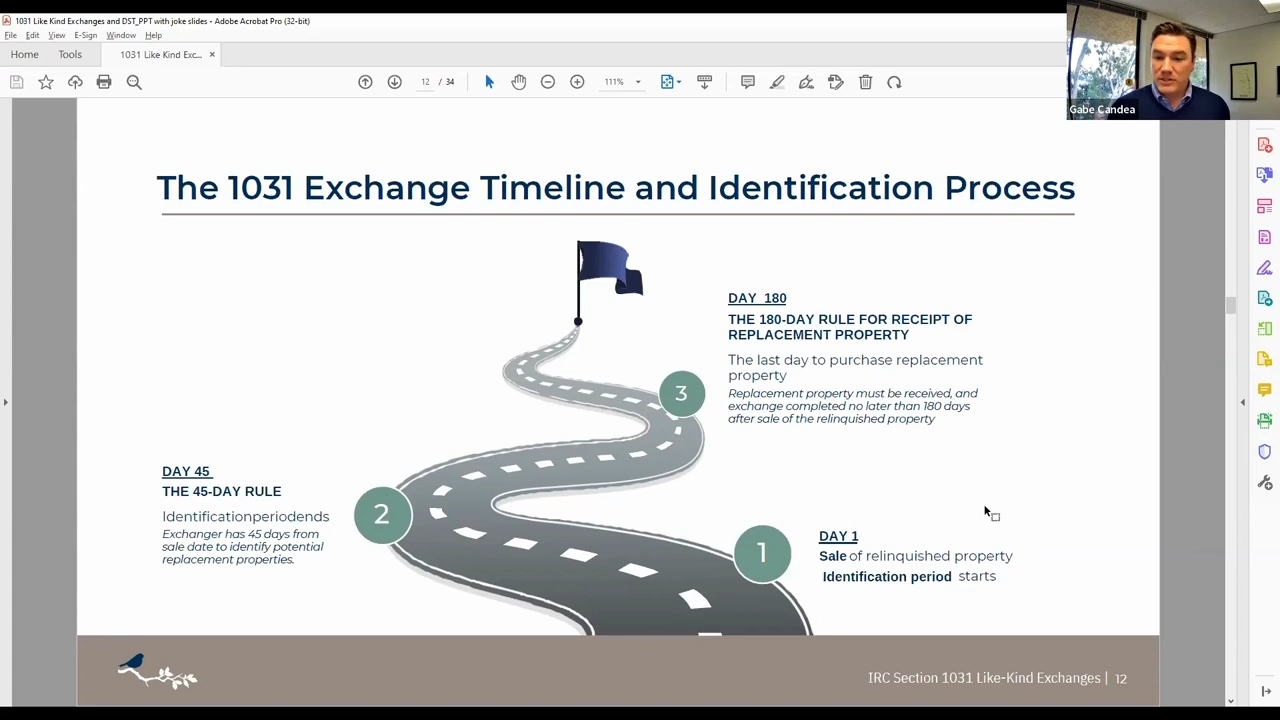 1031 Like Kind Exchanges and DST_PPT with joke slides - Adobe Acrobat Pro (32-bit)
File Edit View E-Sign Window Help
Home Tools 1031 Like Kind Exc... ×
12 / 34 111%
Gabe Candea
The 1031 Exchange Timeline and Identification Process
DAY 180
THE 180-DAY RULE FOR RECEIPT OF
REPLACEMENT PROPERTY
The last day to purchase replacement
property
Replacement property must be received, and
exchange completed no later than 180 days
after sale of the relinquished property
3
DAY 45
THE 45-DAY RULE
Identificationperiodends
Exchanger has 45 days from
sale date to identify potential
replacement properties.
2
1
DAY 1
Sale of relinquished property
Identification period starts
IRC Section 1031 Like-Kind Exchanges | 12